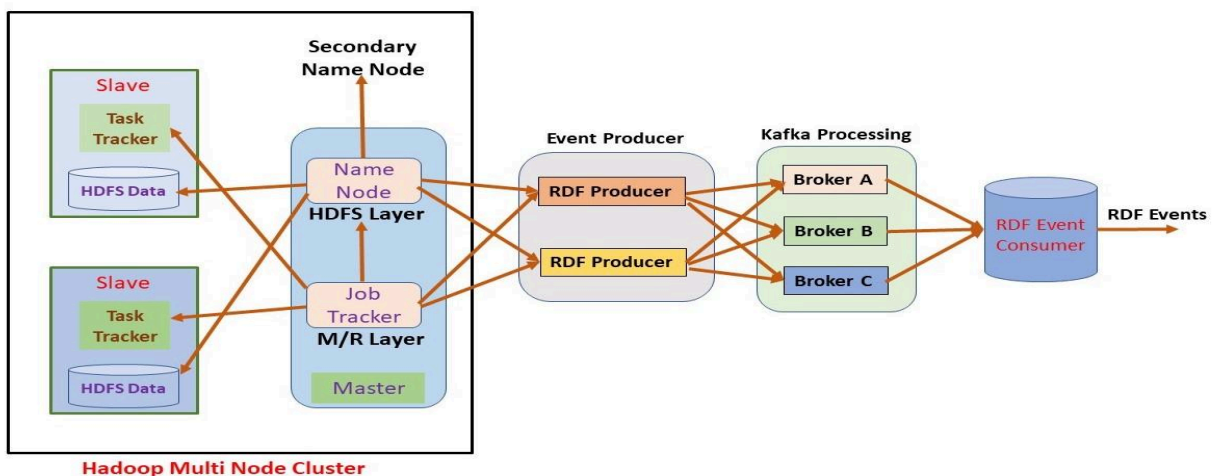 Secondary
Name Node
Slave
Task
Tracker
HDFS Data
Slave
Task
Tracker
HDFS Data
Name
Node
HDFS Layer
Job
Tracker
M/R Layer
Master
Hadoop Multi Node Cluster
Event Producer
RDF Producer
RDF Producer
Kafka Processing
Broker A
Broker B
Broker C
RDF Event
Consumer
RDF Events